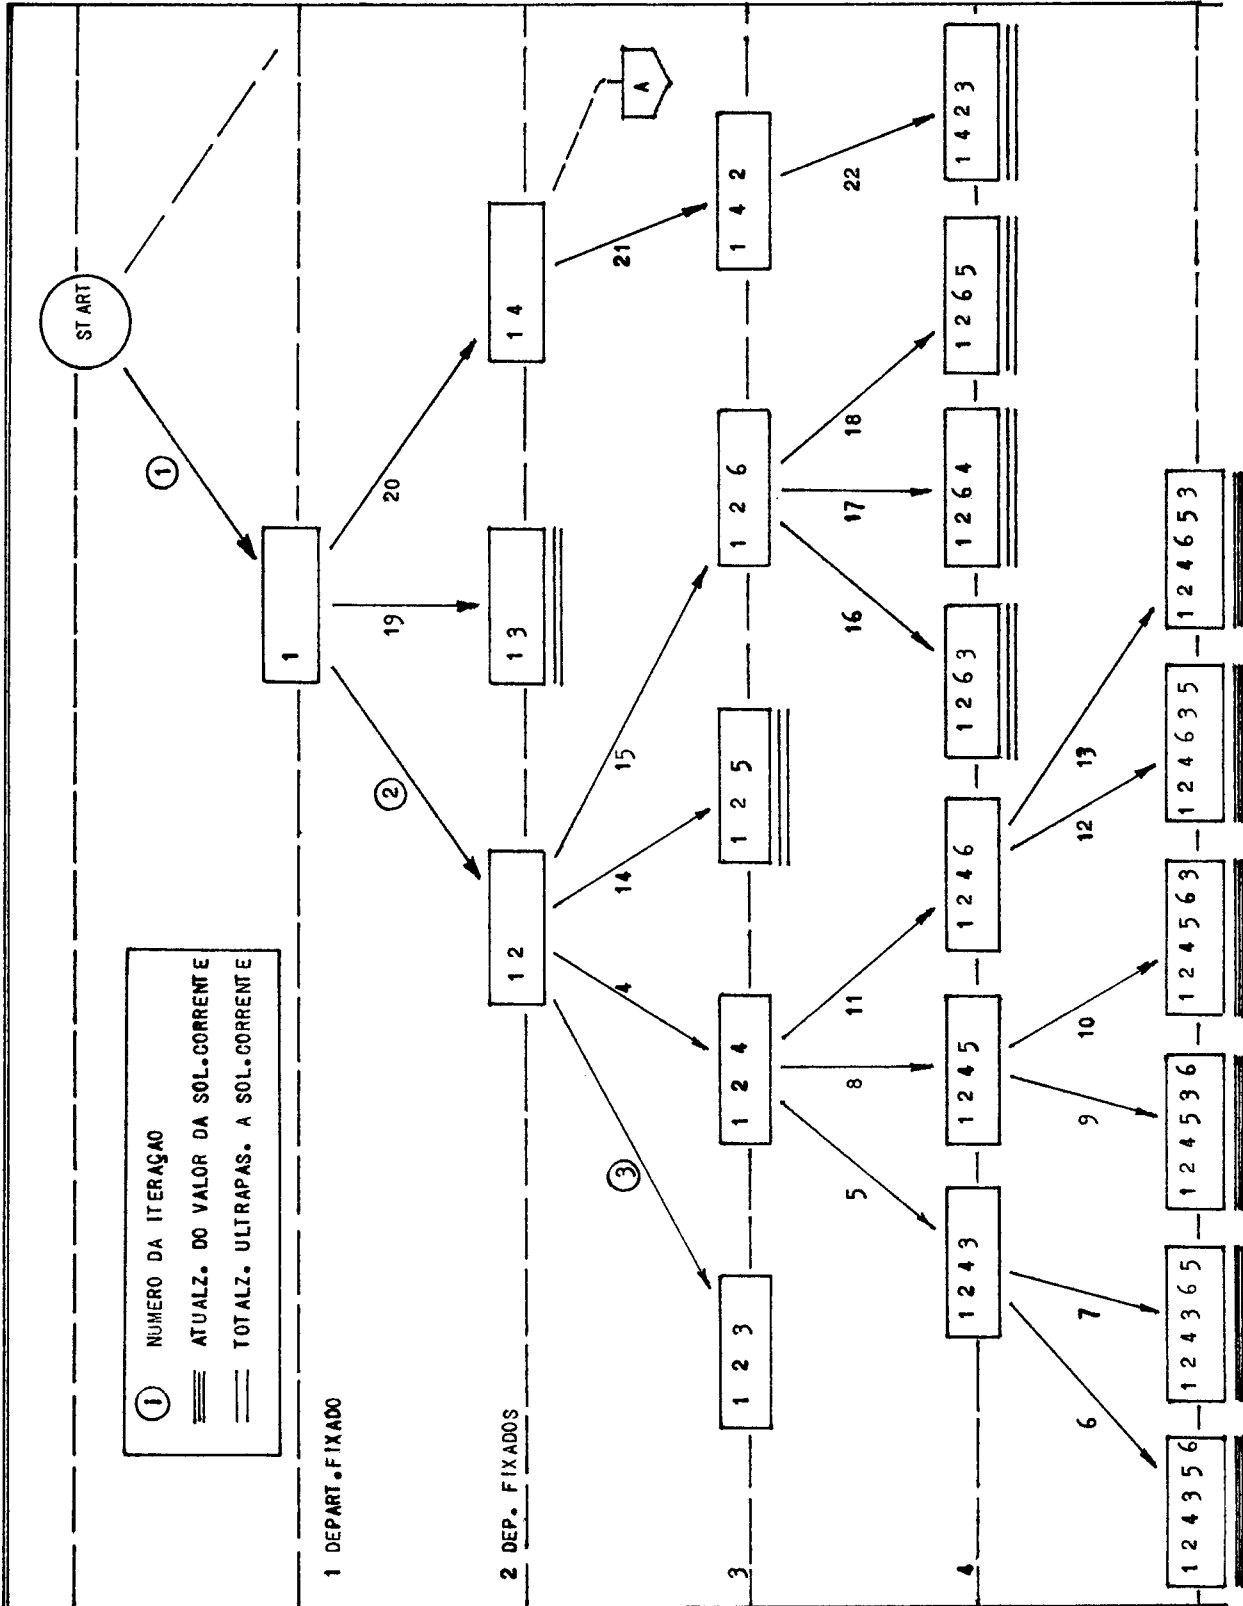 START
1
NUMERO DA ITERAÇAO
ATUALZ. DO VALOR DA SOL.CORRENTE
TOTALZ. ULTRAPAS. A SOL.CORRENTE
1
1 DEPART.FIXADO
1
2
19
20
2 DEP. FIXADOS
1 2
1 3
1 4
A
3
4
14
15
21
3
1 2 3
1 2 4
1 2 5
1 2 6
1 4 2
5
8
11
16
17
18
22
4
1 2 4 3
1 2 4 5
1 2 4 6
1 2 6 3
1 2 6 4
1 2 6 5
1 4 2 3
6
7
9
10
12
13
1 2 4 3 5 6
1 2 4 3 6 5
1 2 4 5 3 6
1 2 4 5 6 3
1 2 4 6 3 5
1 2 4 6 5 3